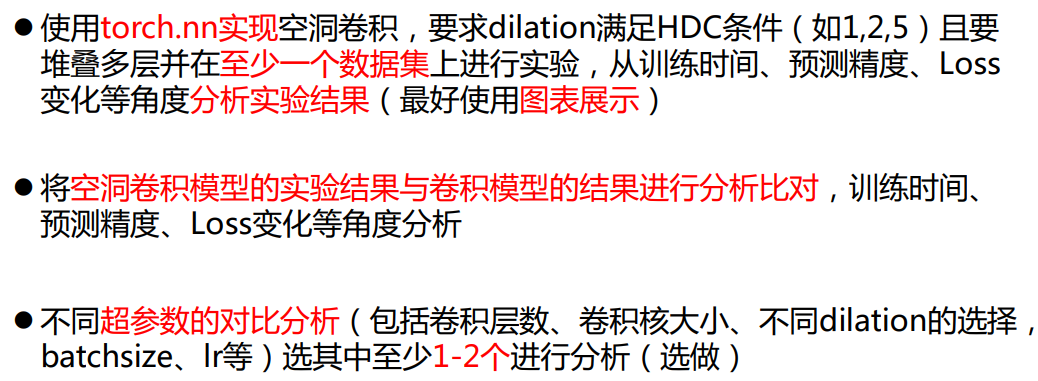 ●使用torch.nn实现空洞卷积，要求dilation满足HDC条件（如1,2,5）且要
堆叠多层并在至少一个数据集上进行实验，从训练时间、预测精度、Loss
变化等角度分析实验结果（最好使用图表展示）
●将空洞卷积模型的实验结果与卷积模型的结果进行分析比对，训练时间、
预测精度、Loss变化等角度分析
●不同超参数的对比分析（包括卷积层数、卷积核大小、不同dilation的选择，
batchsize、lr等）选其中至少1-2个进行分析（选做）